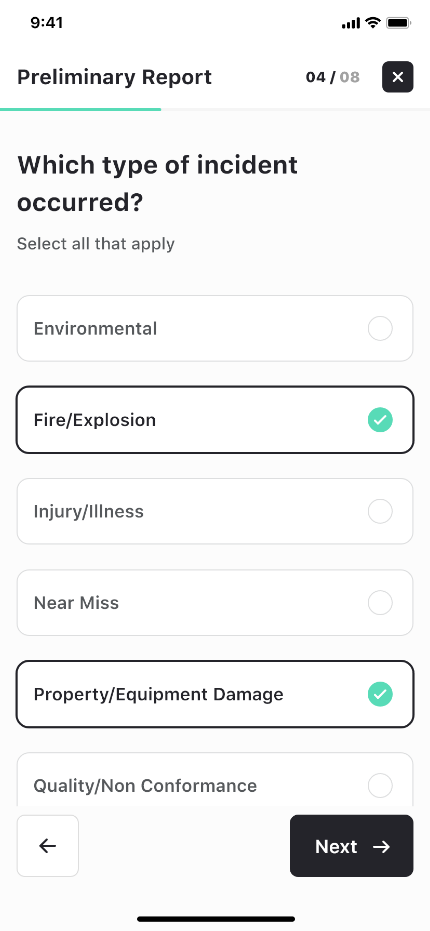 9:41
Preliminary Report 04 / 08
Which type of incident
occurred?
Select all that apply
Environmental
Fire/Explosion
Injury/Illness
Near Miss
Property/Equipment Damage
Quality/Non Conformance
Next